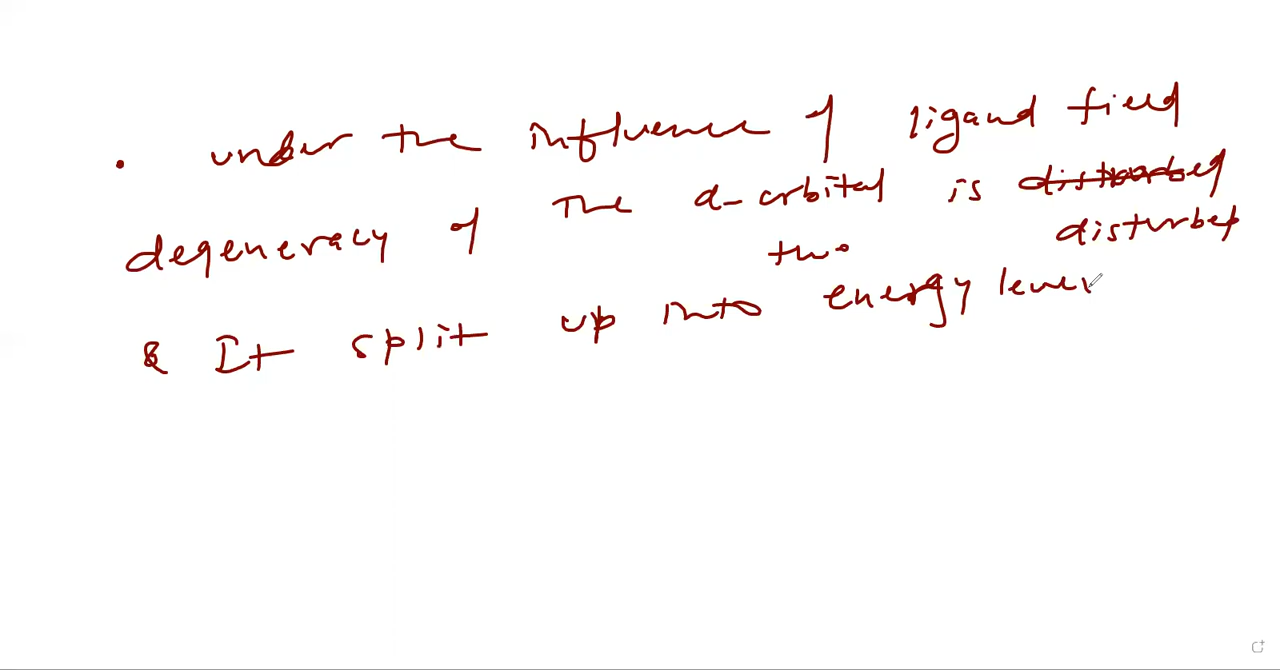 • under the influence of ligand field
degeneracy of the d-orbital is disturbed
disturbed
two
& It split up into energy level